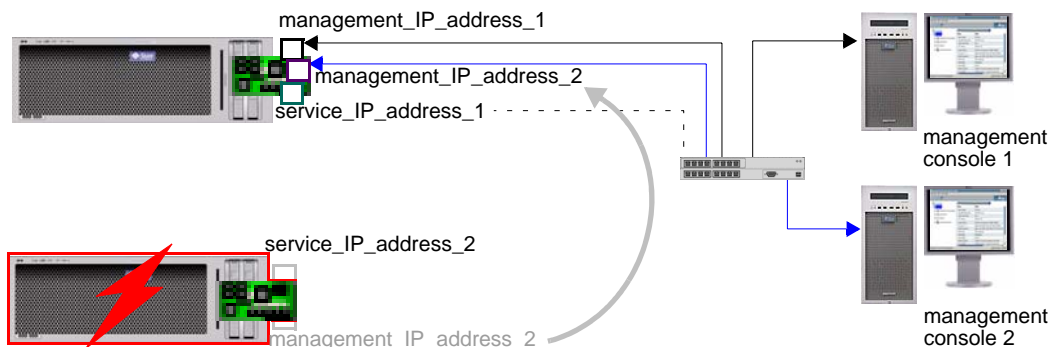 management_IP_address_1
management_IP_address_2
service_IP_address_1
management
console 1
service_IP_address_2
management_IP_address_2
management
console 2